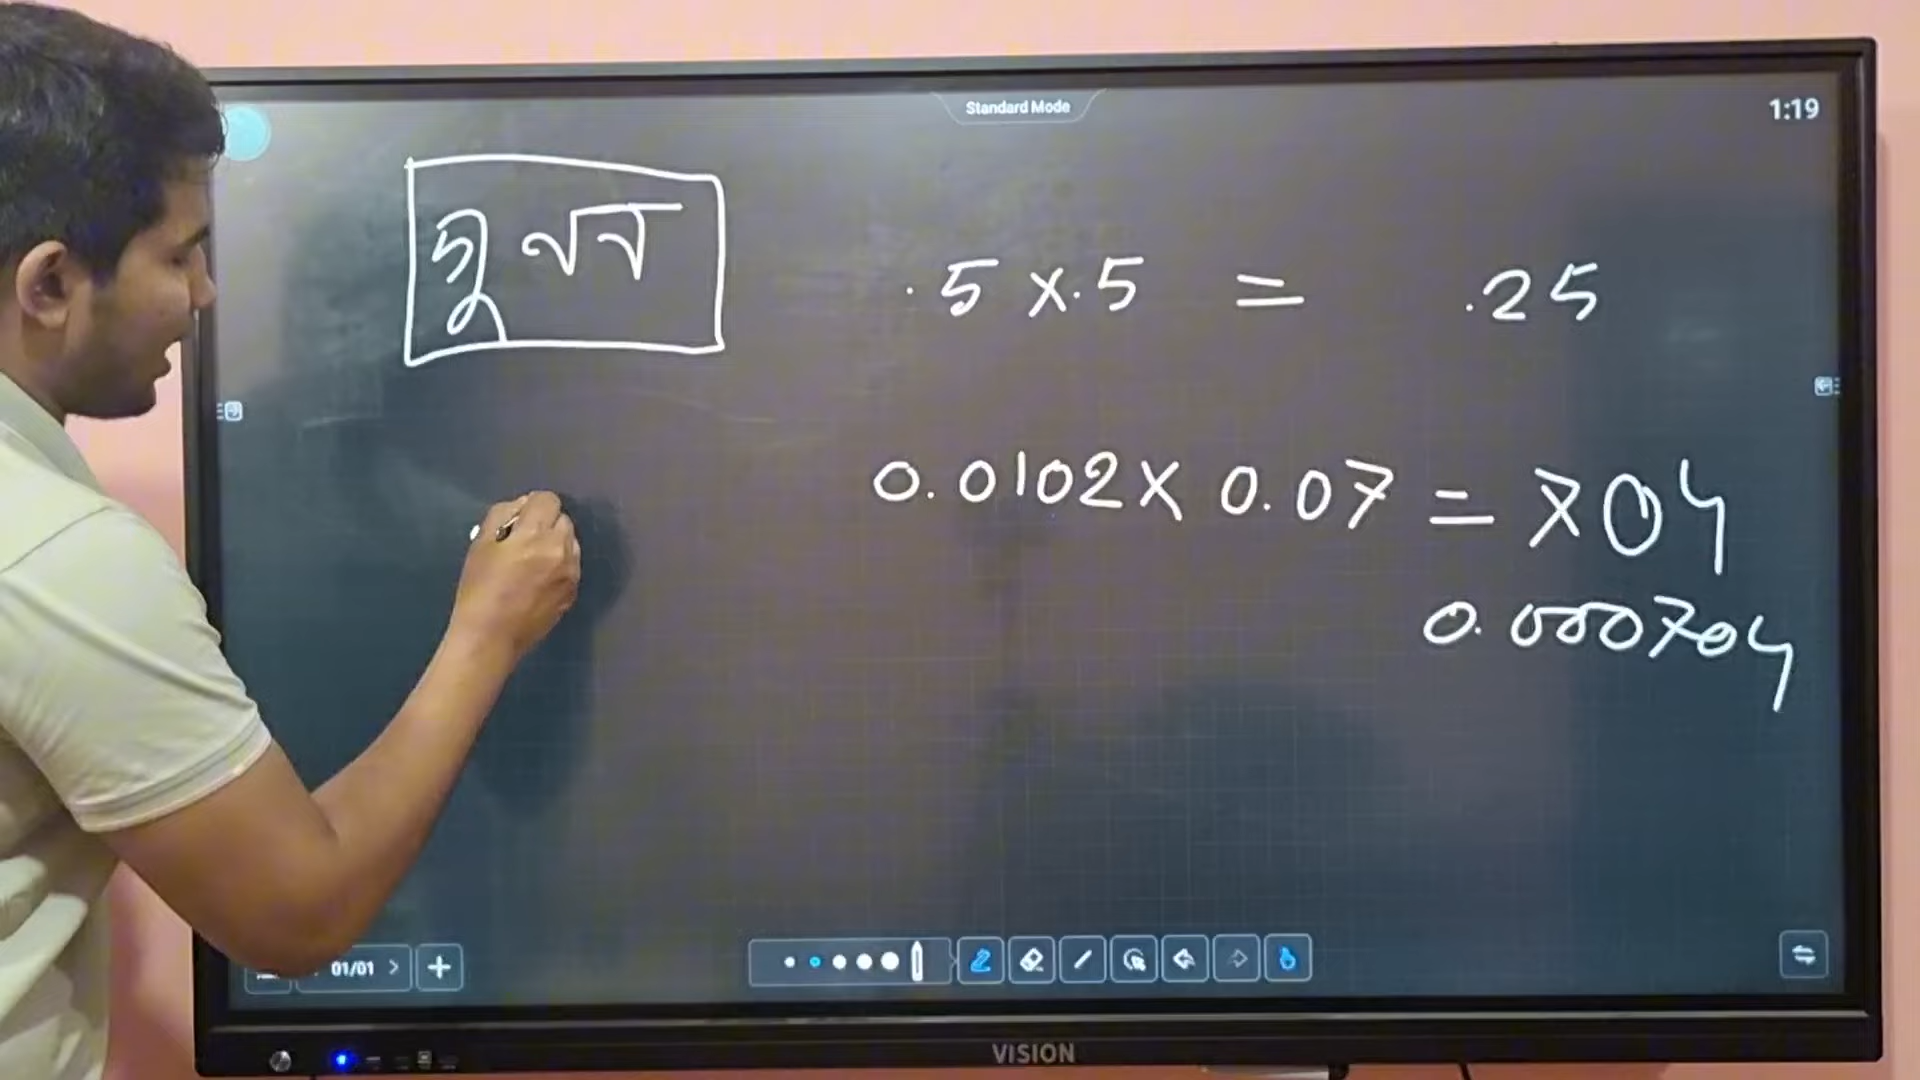 Standard Mode
1:19
গুণন
.5 x .5 = .25
0.0102 x 0.07 = 704
0.000704
01/01
VISION